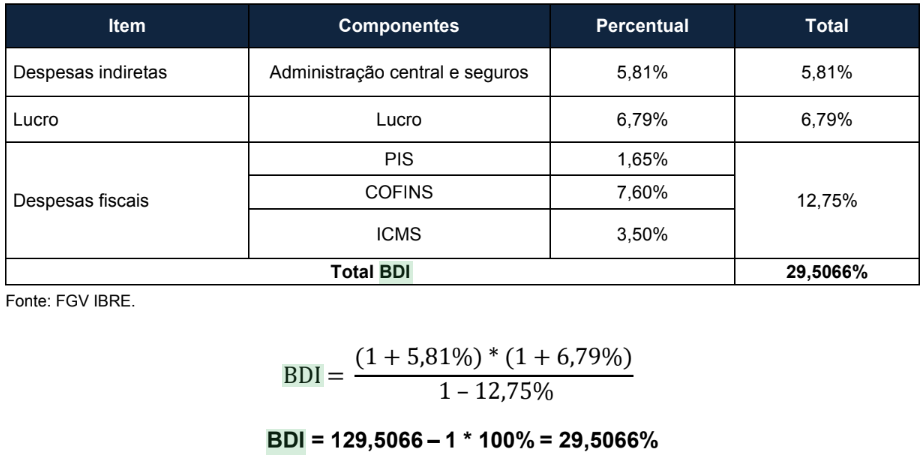 Item Componentes Percentual Total
Despesas indiretas Administração central e seguros 5,81% 5,81%
Lucro Lucro 6,79% 6,79%
Despesas fiscais PIS 1,65% 12,75%
COFINS 7,60%
ICMS 3,50%
Total BDI 29,5066%
Fonte: FGV IBRE.
BDI = (1 + 5,81%) * (1 + 6,79%)
1 – 12,75%
BDI = 129,5066 – 1 * 100% = 29,5066%